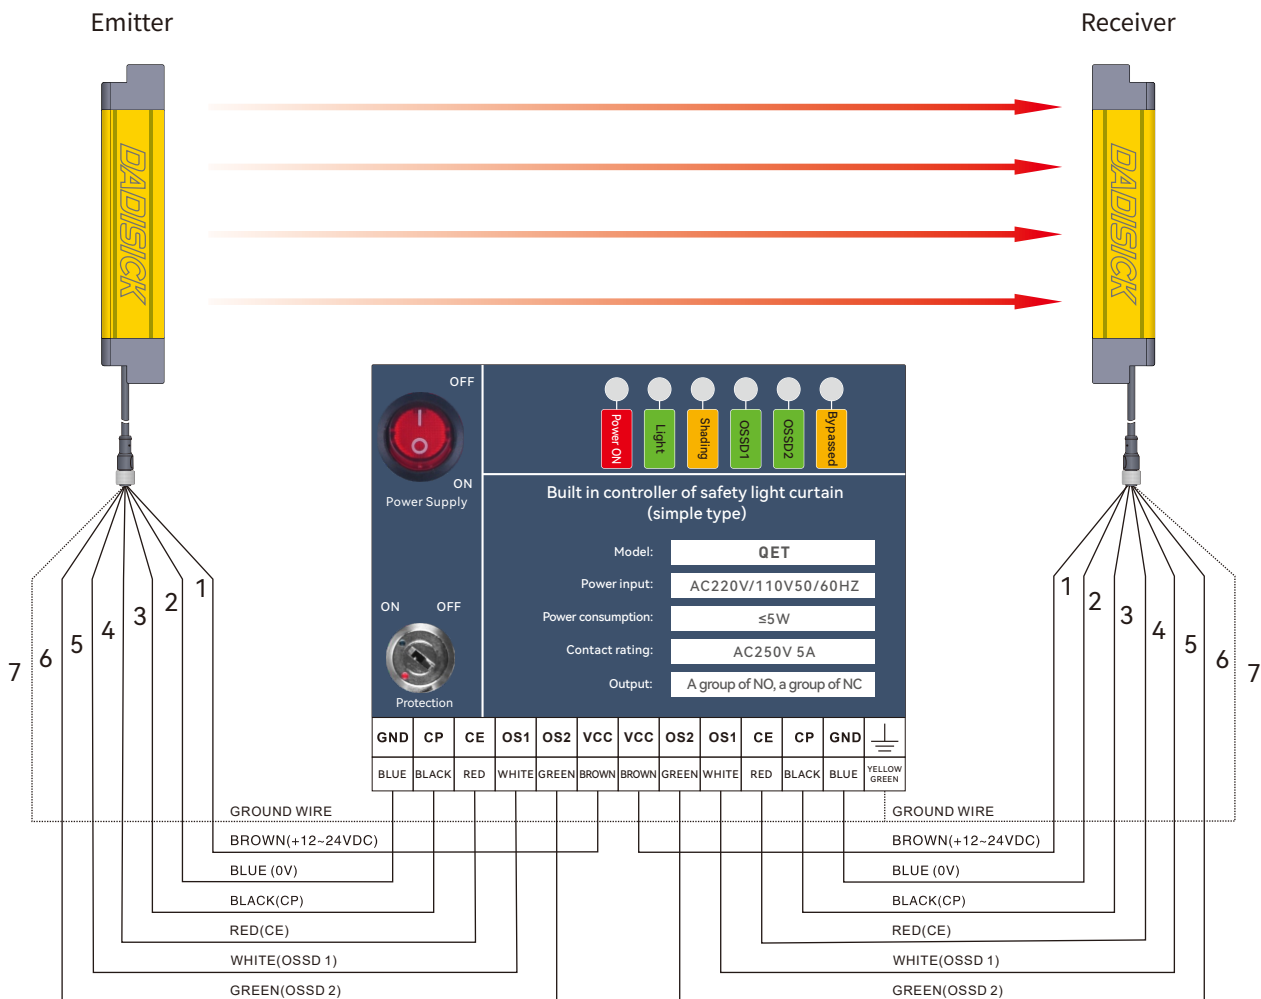 Emitter
Receiver
DADISICK
DADISICK
OFF
ON
Power Supply
Power ON
Light
Shading
OSSD1
OSSD2
Bypassed
Built in controller of safety light curtain
(simple type)
Model: QET
Power input: AC220V/110V50/60HZ
Power consumption: ≤5W
Contact rating: AC250V 5A
Output: A group of NO, a group of NC
ON OFF
Protection
GND CP CE OS1 OS2 VCC VCC OS2 OS1 CE CP GND
BLUE BLACK RED WHITE GREEN BROWN BROWN GREEN WHITE RED BLACK BLUE YELLOW GREEN
7 6 5 4 3 2 1
1 2 3 4 5 6 7
GROUND WIRE
BROWN(+12~24VDC)
BLUE (0V)
BLACK(CP)
RED(CE)
WHITE(OSSD 1)
GREEN(OSSD 2)
GROUND WIRE
BROWN(+12~24VDC)
BLUE (0V)
BLACK(CP)
RED(CE)
WHITE(OSSD 1)
GREEN(OSSD 2)